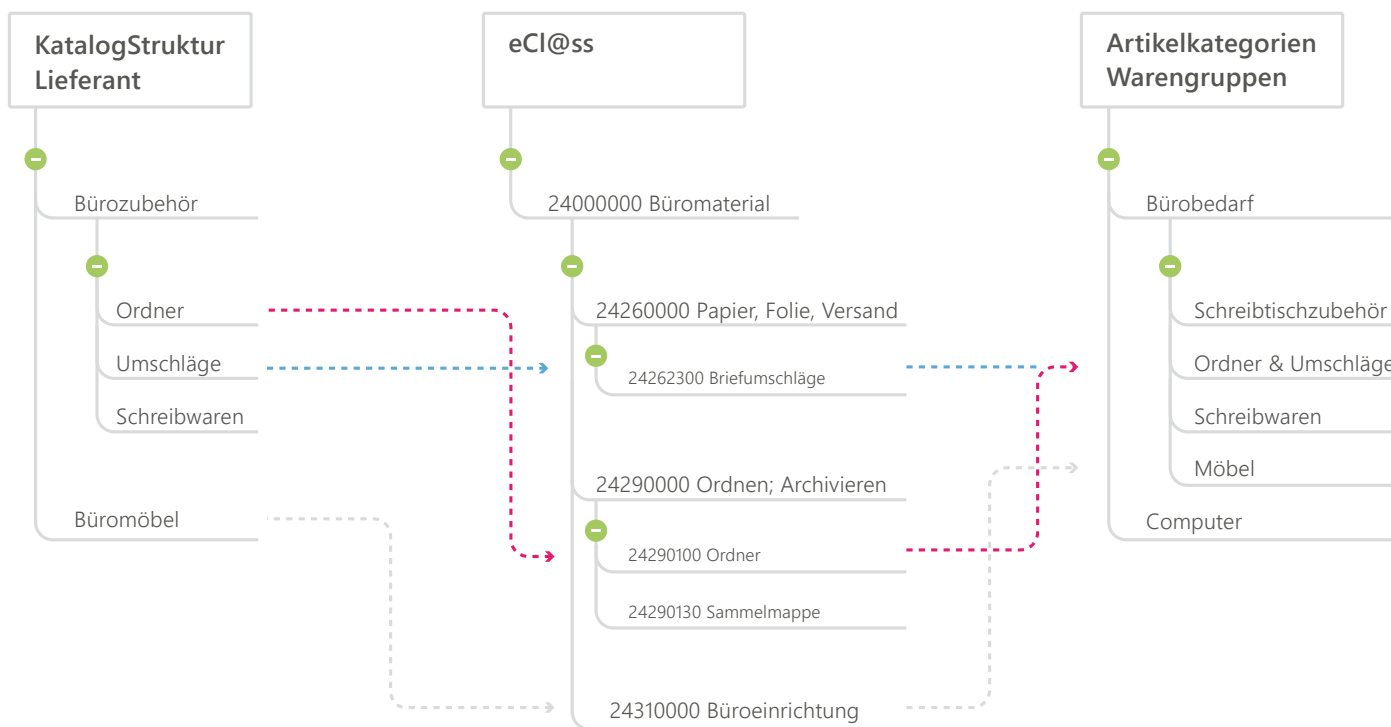 KatalogStruktur
Lieferant
Bürozubehör
Ordner
Umschläge
Schreibwaren
Büromöbel
eCl@ss
24000000 Büromaterial
24260000 Papier, Folie, Versand
24262300 Briefumschläge
24290000 Ordnen; Archivieren
24290100 Ordner
24290130 Sammelmappe
24310000 Büroeinrichtung
Artikelkategorien
Warengruppen
Bürobedarf
Schreibtischzubehör
Ordner & Umschläge
Schreibwaren
Möbel
Computer